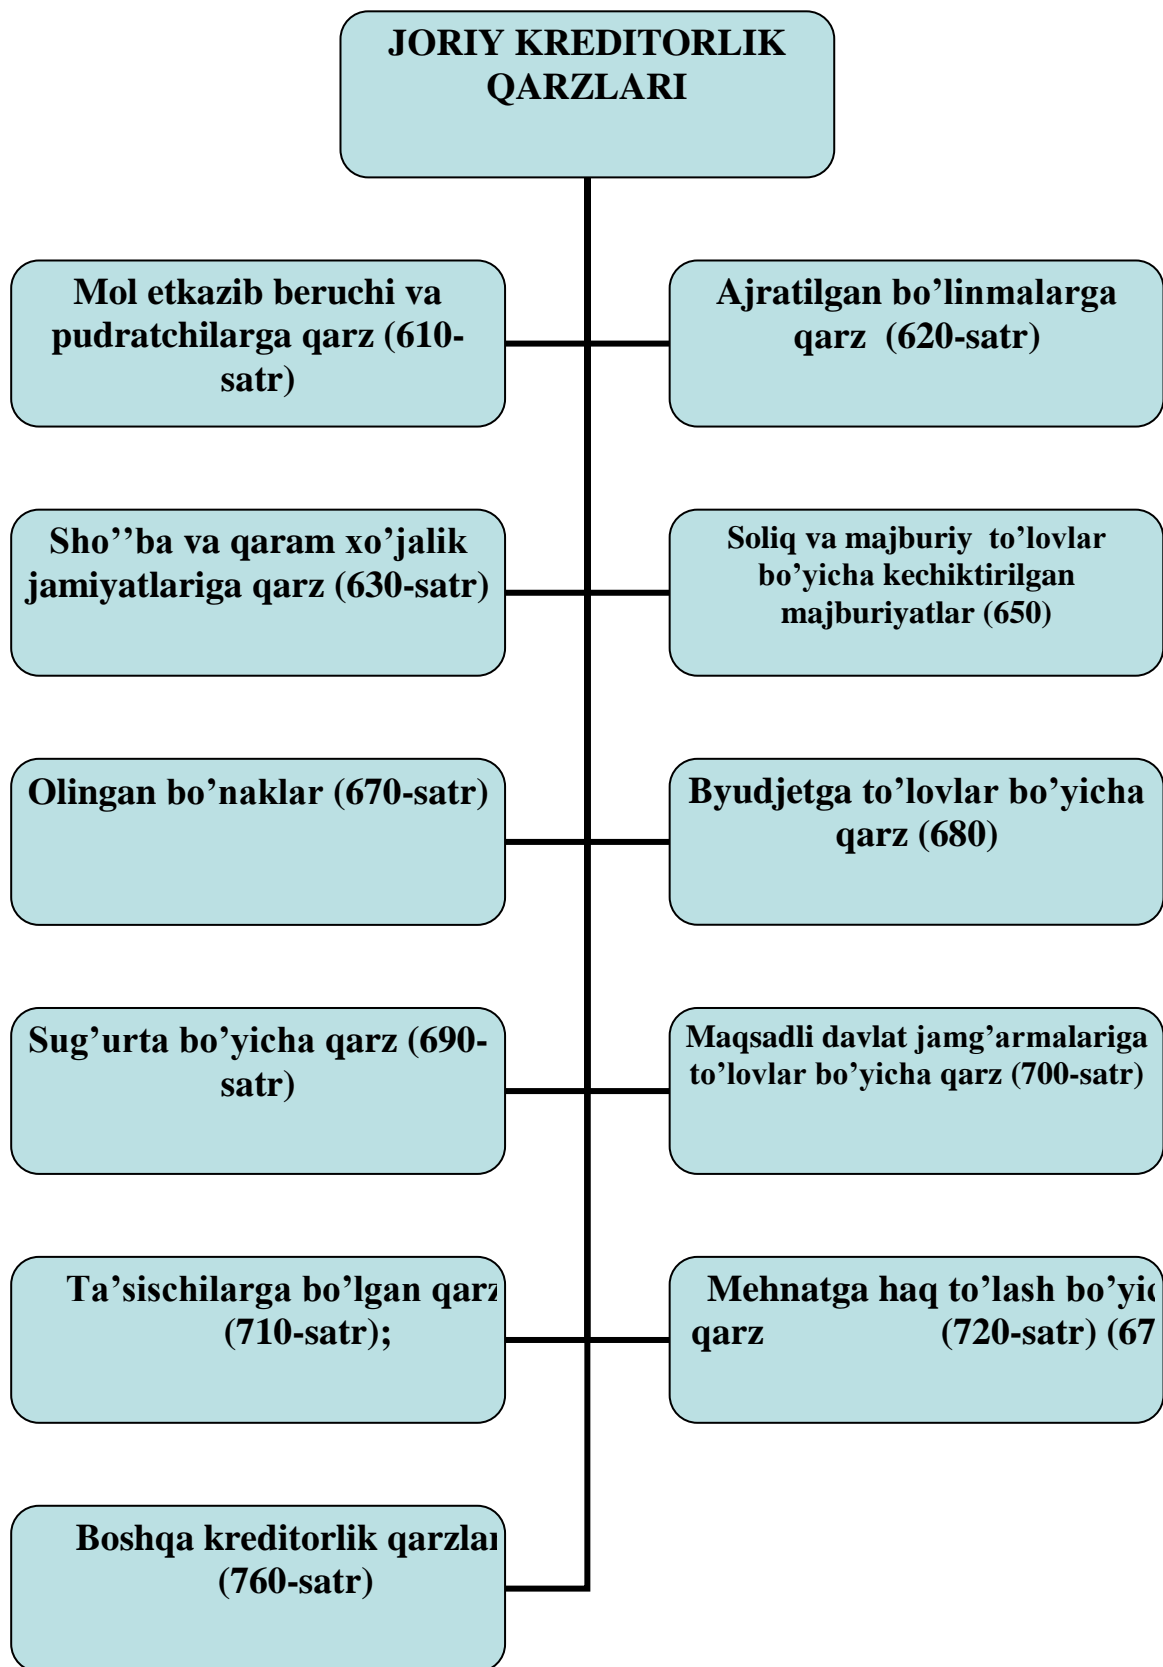 JORIY KREDITORLIK
QARZLARI
Mol etkazib beruchi va
pudratchilarga qarz (610-
satr)
Ajratilgan bo’linmalarga
qarz (620-satr)
Sho’’ba va qaram xo’jalik
jamiyatlariga qarz (630-satr)
Soliq va majburiy to’lovlar
bo’yicha kechiktirilgan
majburiyatlar (650)
Olingan bo’naklar (670-satr)
Byudjetga to’lovlar bo’yicha
qarz (680)
Sug’urta bo’yicha qarz (690-
satr)
Maqsadli davlat jamg’armalariga
to’lovlar bo’yicha qarz (700-satr)
Ta’sischilarga bo’lgan qarz
(710-satr);
Mehnatga haq to’lash
qarz (720-satr)
Boshqa kreditorlik
(760-satr)